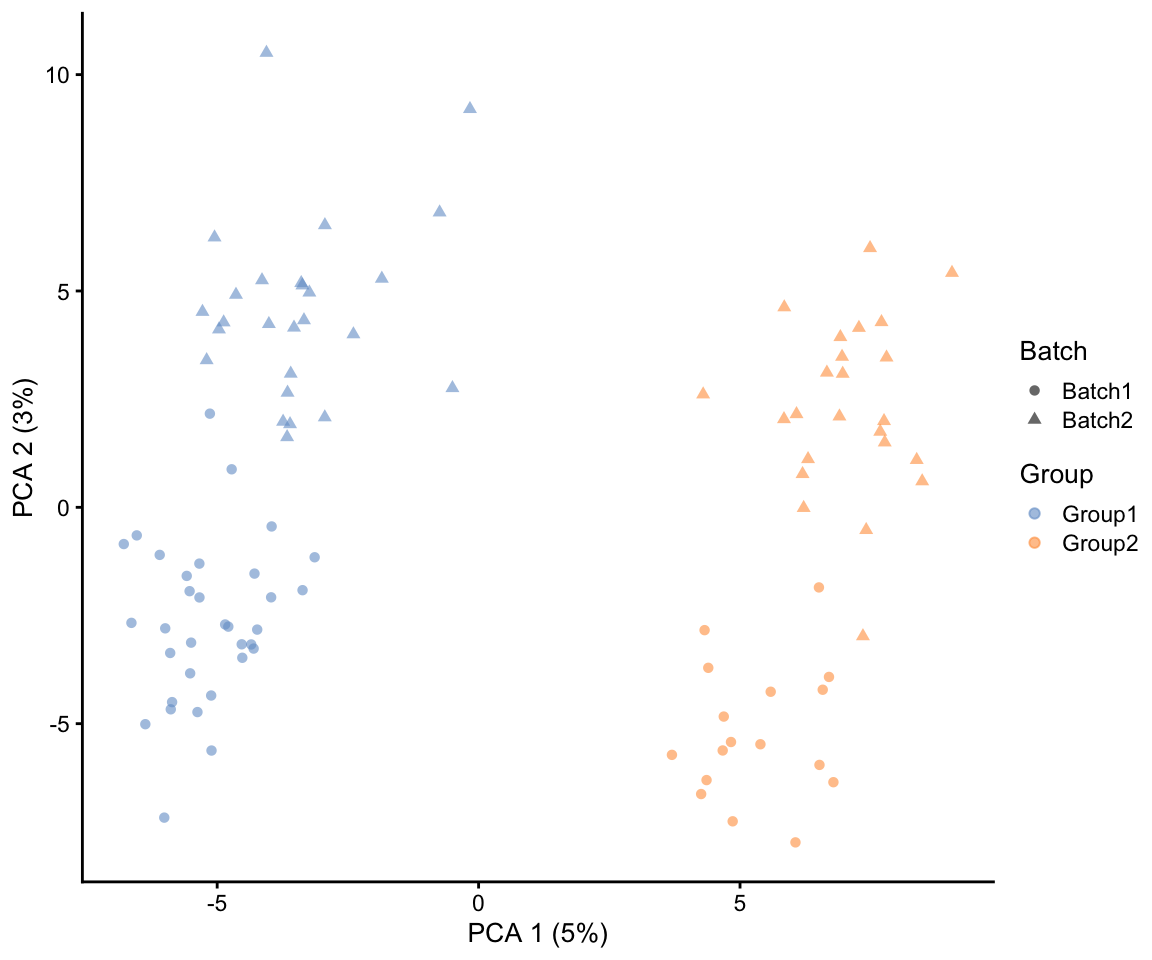 10
5
0
-5
PCA 2 (3%)
-5
0
5
PCA 1 (5%)
Batch
Batch1
Batch2
Group
Group1
Group2